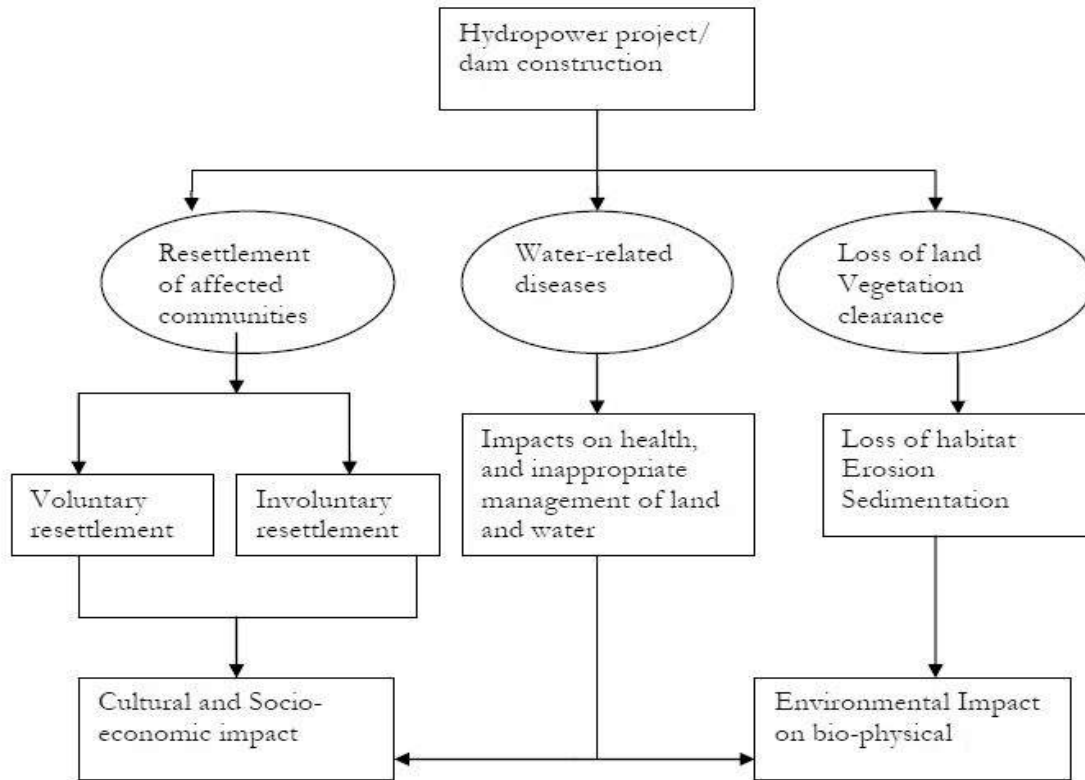 Hydropower project/
dam construction
Resettlement
of affected
communities
Water-related
diseases
Loss of land
Vegetation
clearance
Voluntary
resettlement
Involuntary
resettlement
Impacts on health,
and inappropriate
management of land
and water
Loss of habitat
Erosion
Sedimentation
Cultural and Socio-
economic impact
Environmental Impact
on bio-physical